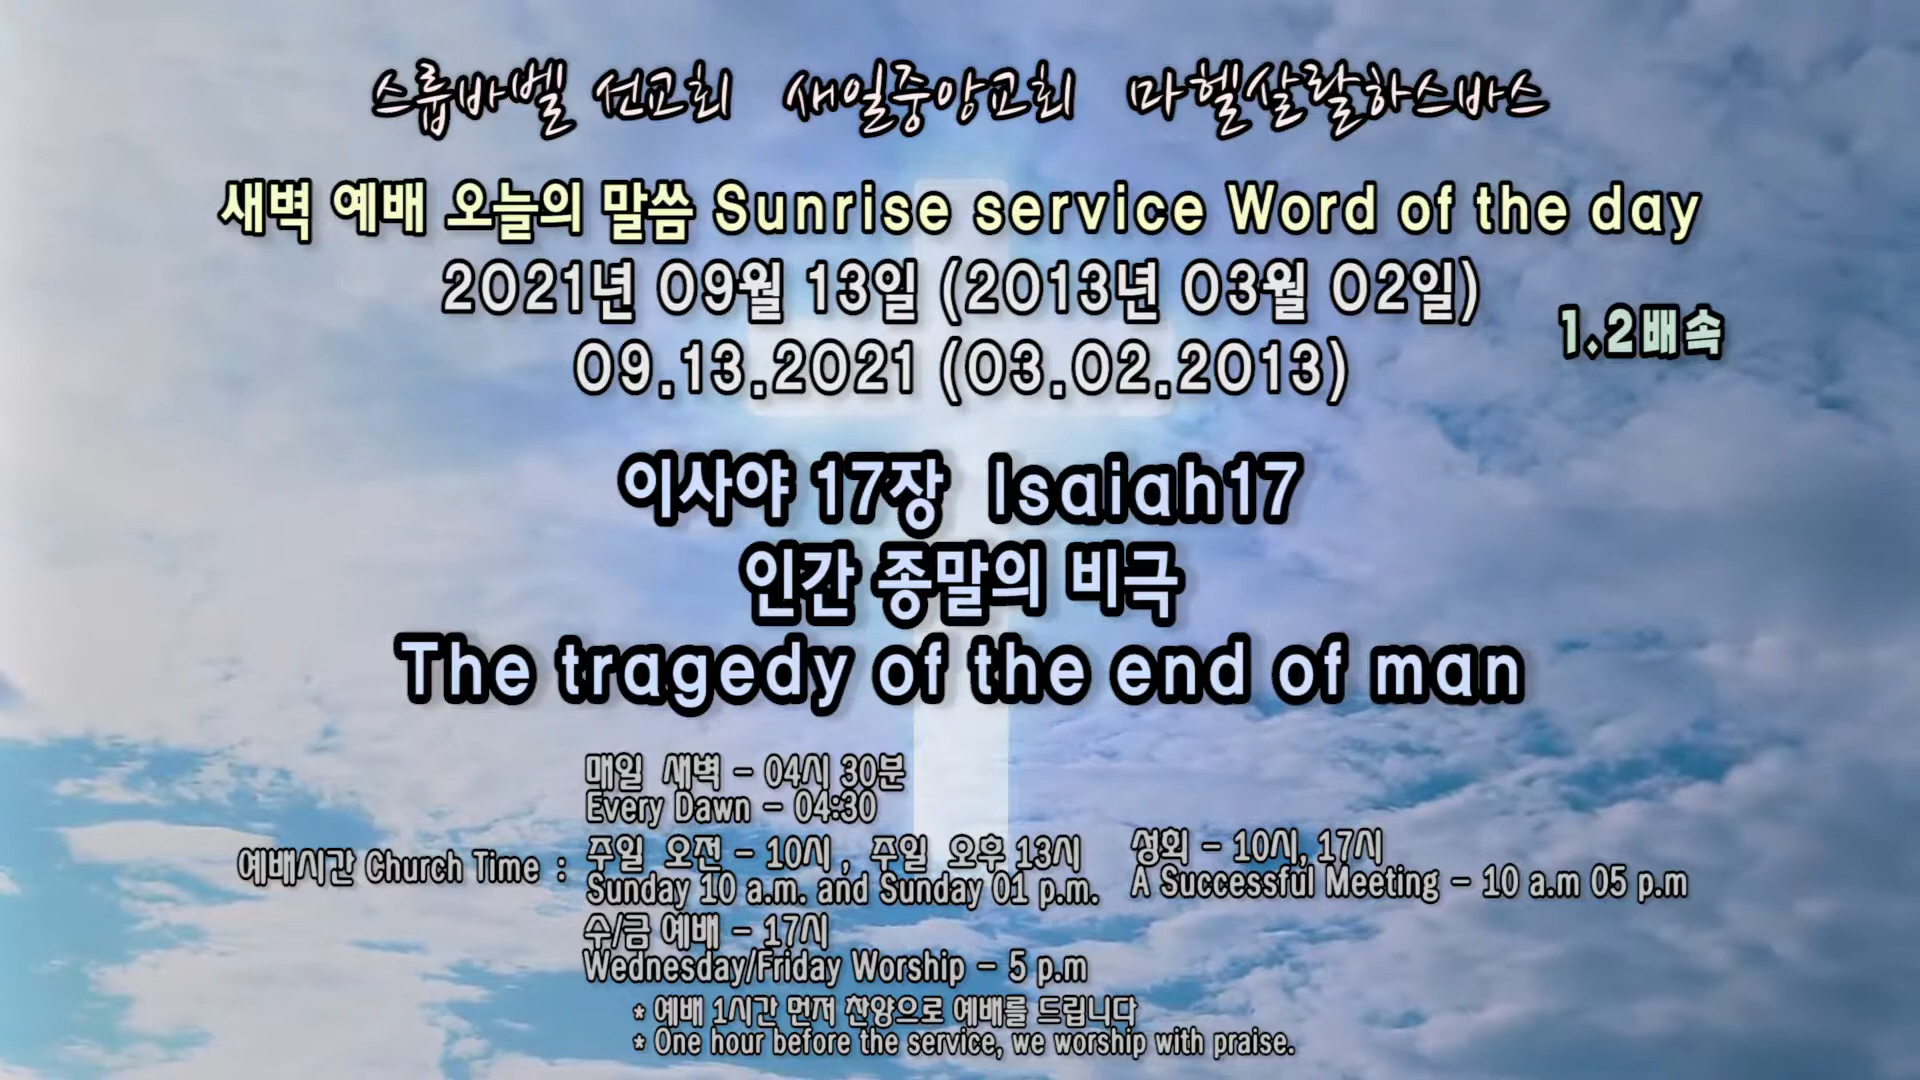 스룹바벨 선교회 새일중앙교회 마헬살랄하스바스
새벽 예배 오늘의 말씀 Sunrise service Word of the day
2021년 09월 13일 (2013년 03월 02일)
1.2배속
09.13.2021 (03.02.2013)
이사야 17장 Isaiah17
인간 종말의 비극
The tragedy of the end of man
매일 새벽 - 04시 30분
Every Dawn - 04:30
예배시간 Church Time :
주일 오전 - 10시 , 주일 오후 13시
Sunday 10 a.m. and Sunday 01 p.m.
성회 - 10시, 17시
A Successful Meeting - 10 a.m 05 p.m
수/금 예배 - 17시
Wednesday/Friday Worship - 5 p.m
* 예배 1시간 먼저 찬양으로 예배를 드립니다
* One hour before the service, we worship with praise.